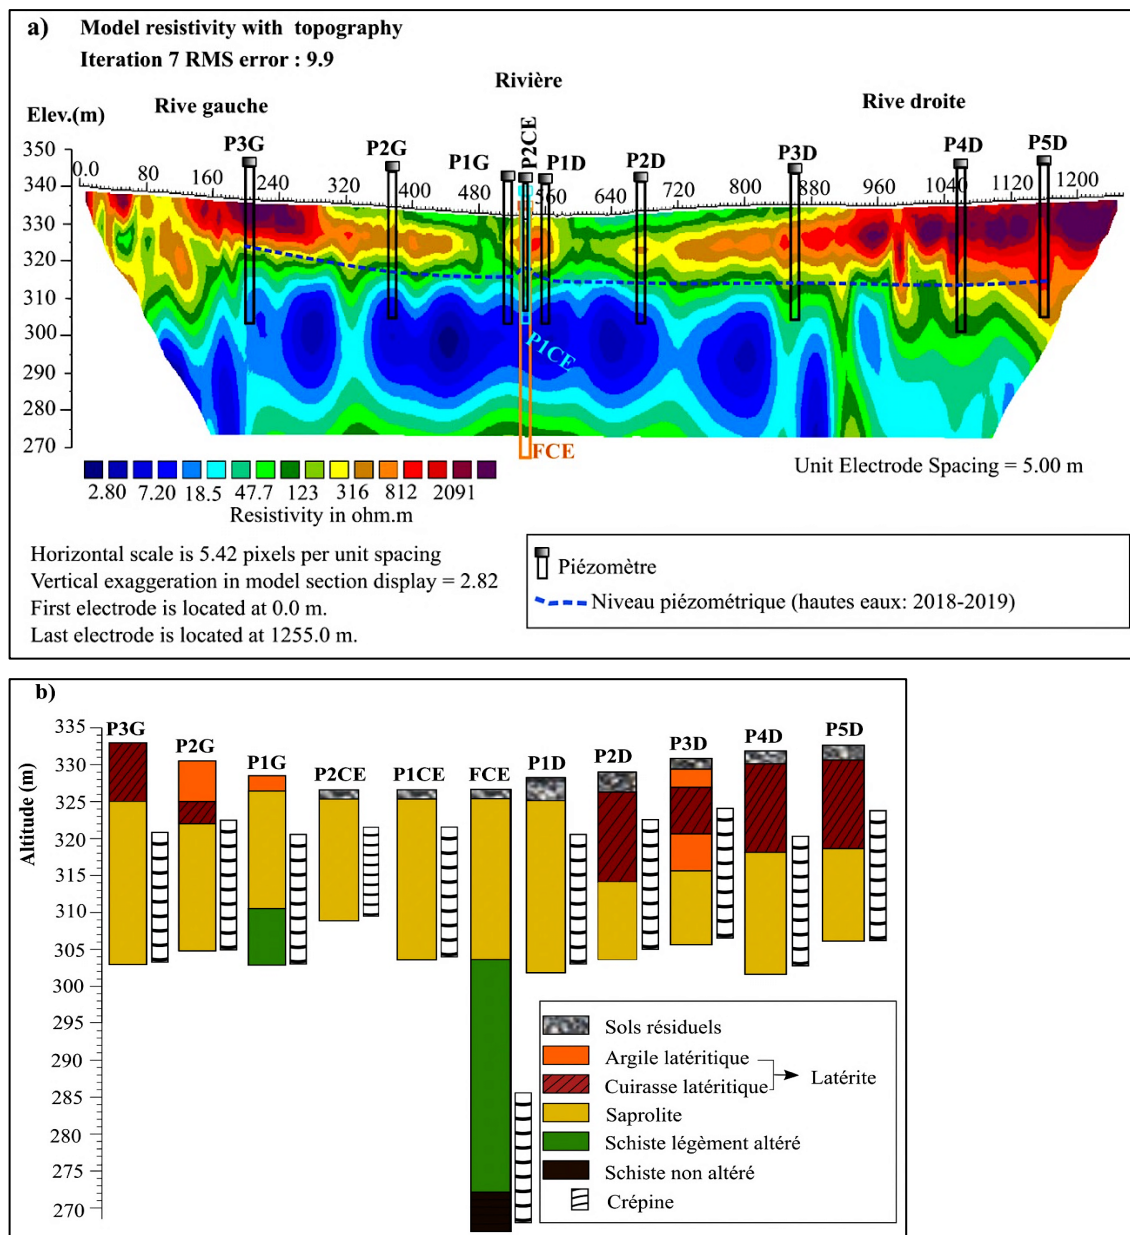 a) Model resistivity with topography
Iteration 7 RMS error : 9.9
Rivière
Rive gauche
Rive droite
Elev.(m)
P3G P2G P1G P2CE P1D P2D P3D P4D P5D
350
340
330
320
310
300
290
280
270
0.0 80 160 240 320 400 480 560 640 720 800 880 960 1040 1120 1200
P1CE
FCE
2.80 7.20 18.5 47.7 123 316 812 2091
Resistivity in ohm.m
Unit Electrode Spacing = 5.00 m
Horizontal scale is 5.42 pixels per unit spacing
Vertical exaggeration in model section display = 2.82
First electrode is located at 0.0 m.
Last electrode is located at 1255.0 m.
Piézomètre
Niveau piézométrique (hautes eaux: 2018-2019)
b)
Altitude (m)
335
330
325
320
315
310
305
300
295
290
285
280
275
270
P3G P2G P1G P2CE P1CE FCE P1D P2D P3D P4D P5D
Sols résiduels
Argile latéritique
Cuirasse latéritique
Latérite
Saprolite
Schiste légèment altéré
Schiste non altéré
Crépine